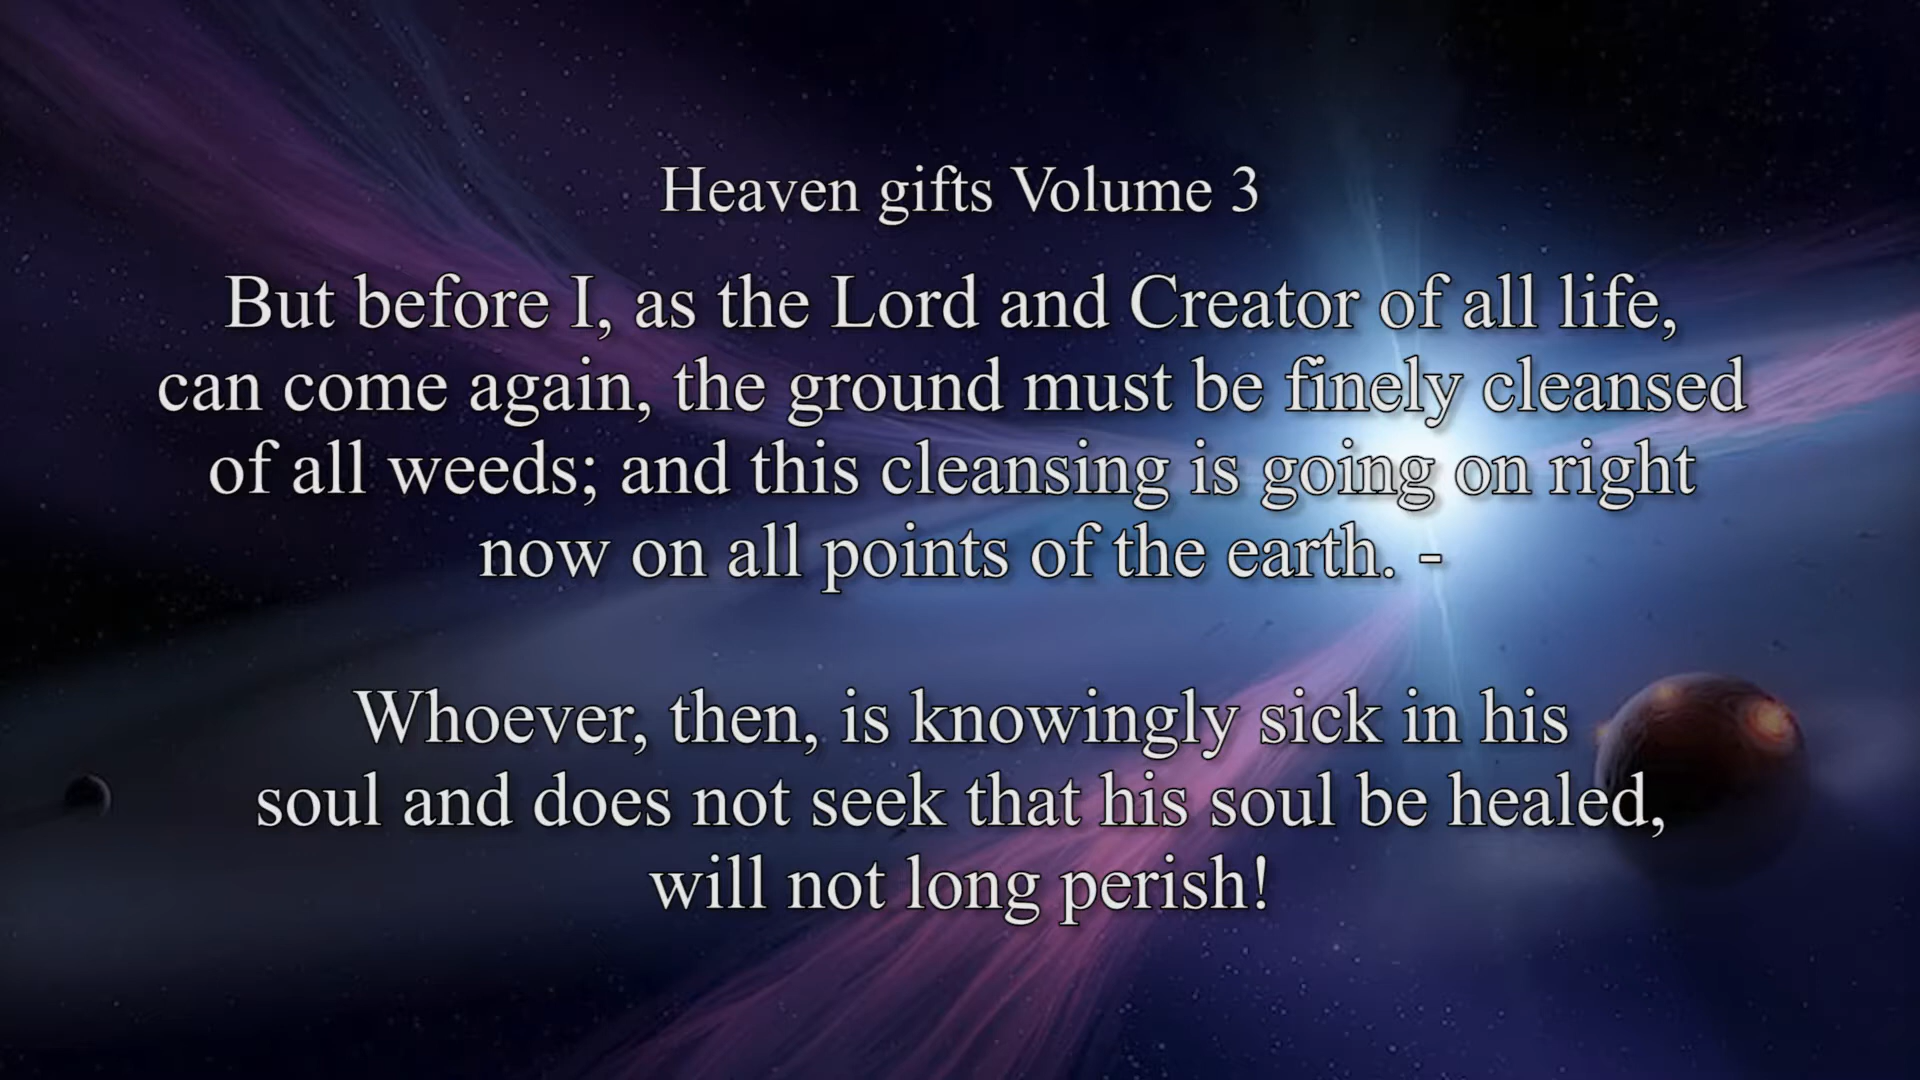 Heaven gifts Volume 3
But before I, as the Lord and Creator of all life,
can come again, the ground must be finely cleansed
of all weeds; and this cleansing is going on right
now on all points of the earth. -
Whoever, then, is knowingly sick in his
soul and does not seek that his soul be healed,
will not long perish!